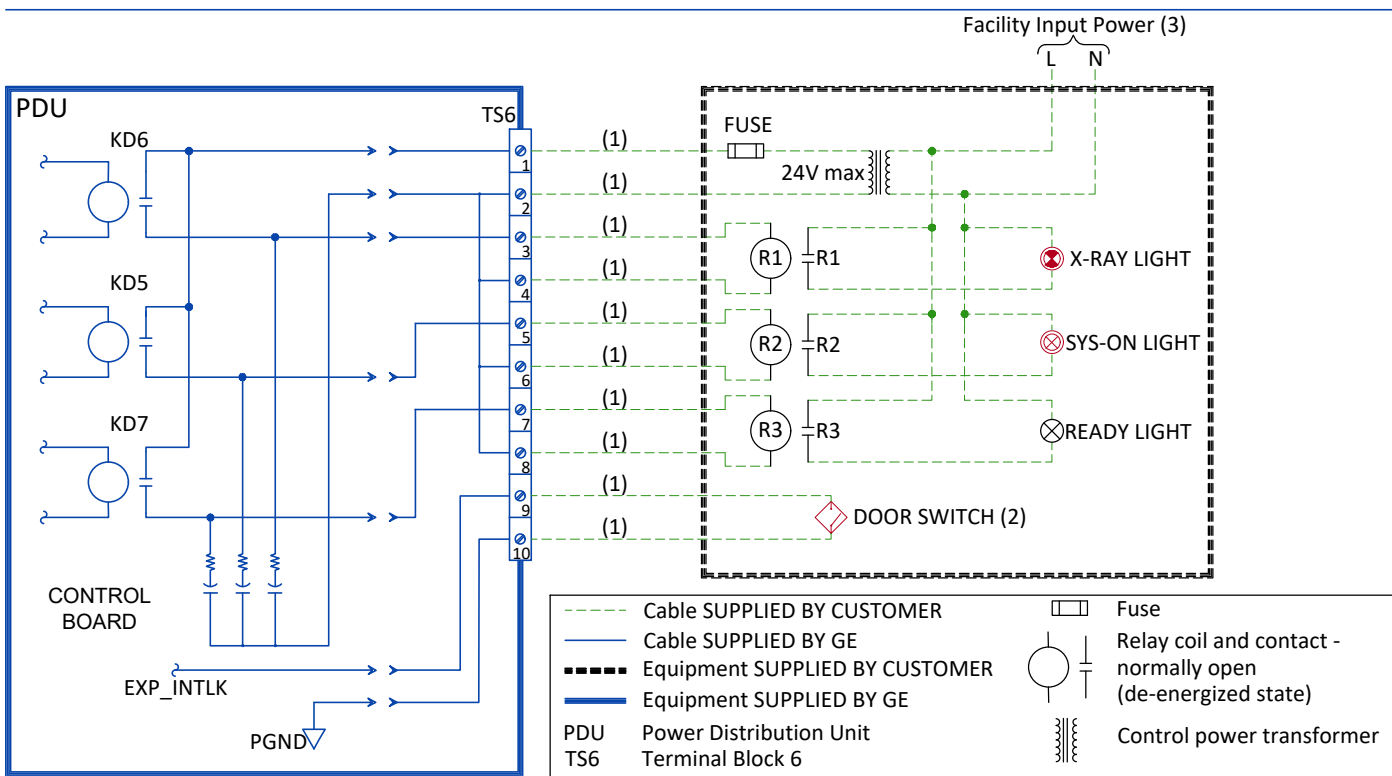 Facility Input Power (3)
L N
PDU
TS6
KD6
KD5
KD7
CONTROL
BOARD
EXP_INTLK
PGND
1
2
3
4
5
6
7
8
9
10
(1)
(1)
(1)
(1)
(1)
(1)
(1)
(1)
(1)
(1)
FUSE
24V max
R1 R1 X-RAY LIGHT
R2 R2 SYS-ON LIGHT
R3 R3 READY LIGHT
DOOR SWITCH (2)
Cable SUPPLIED BY CUSTOMER
Cable SUPPLIED BY GE
Equipment SUPPLIED BY CUSTOMER
Equipment SUPPLIED BY GE
PDU Power Distribution Unit
TS6 Terminal Block 6
Fuse
Relay coil and contact -
normally open
(de-energized state)
Control power transformer